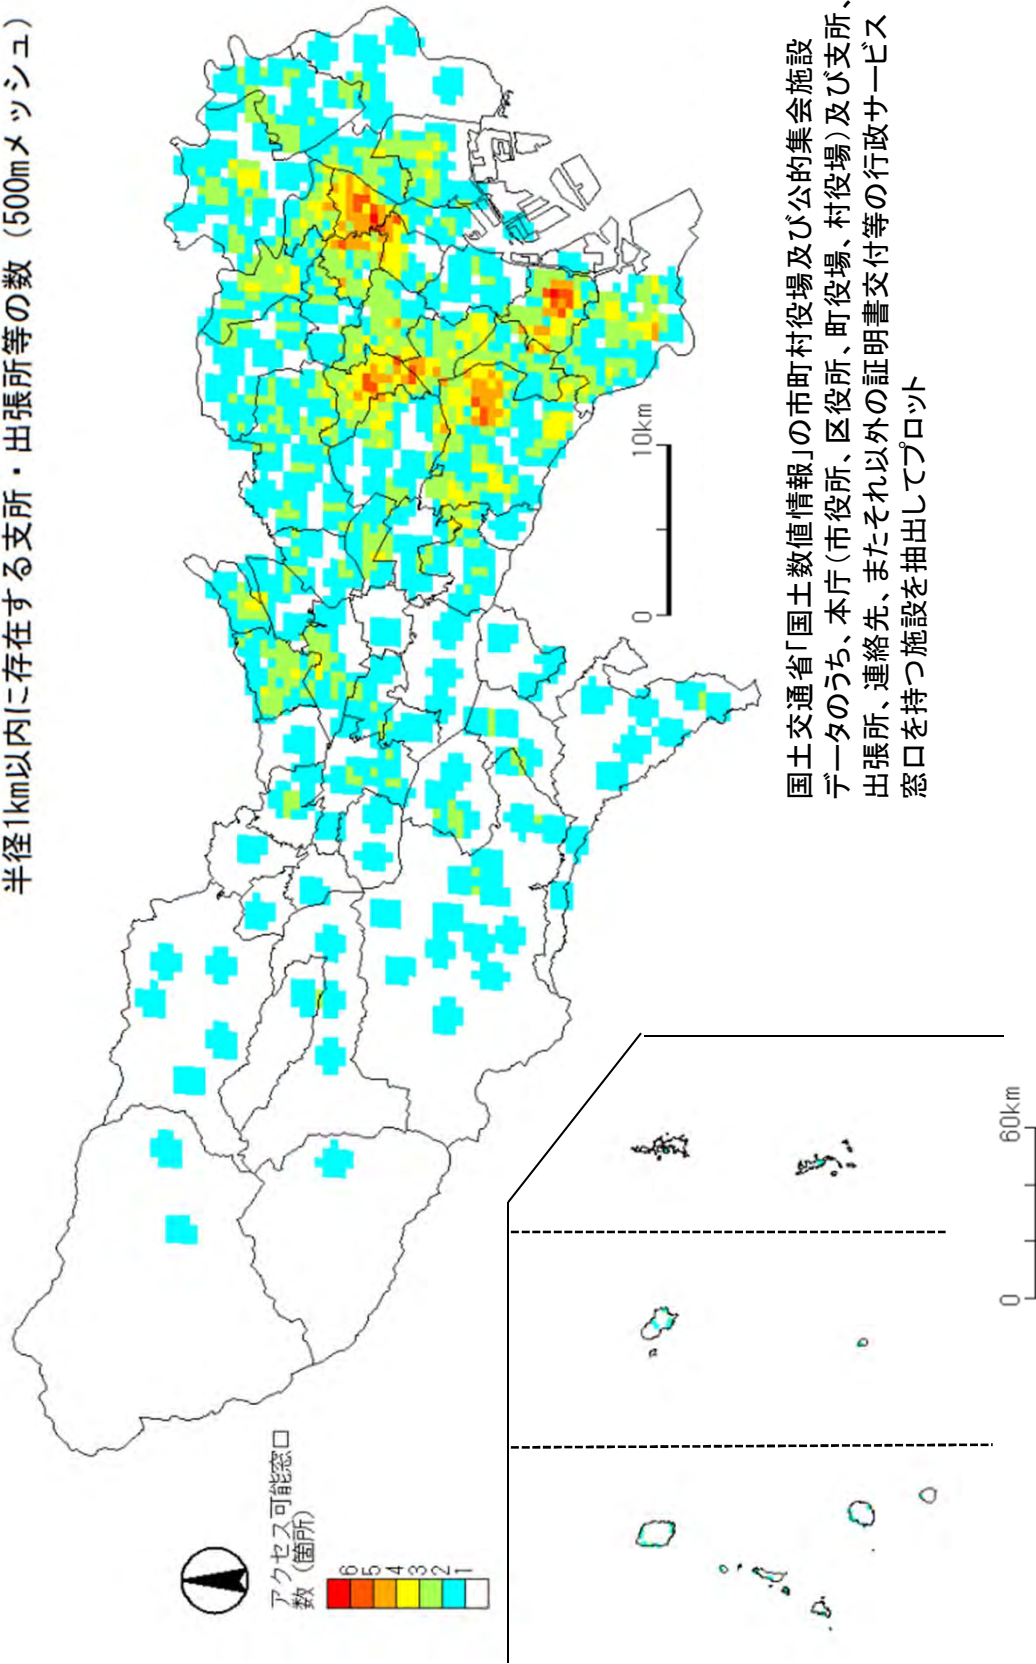 半径1km以内に存在する支所・出張所等の数（500mメッシュ）
アクセス可能窓口
数（箇所）
6
5
4
3
2
1
0
10km
国土交通省「国土数値情報」の市町村役場及び公的集会施設
データのうち、本庁（市役所、区役所、町役場、村役場）及び支所、
出張所、連絡先、またそれ以外の証明書交付等の行政サービス
窓口を持つ施設を抽出してプロット
0
60km